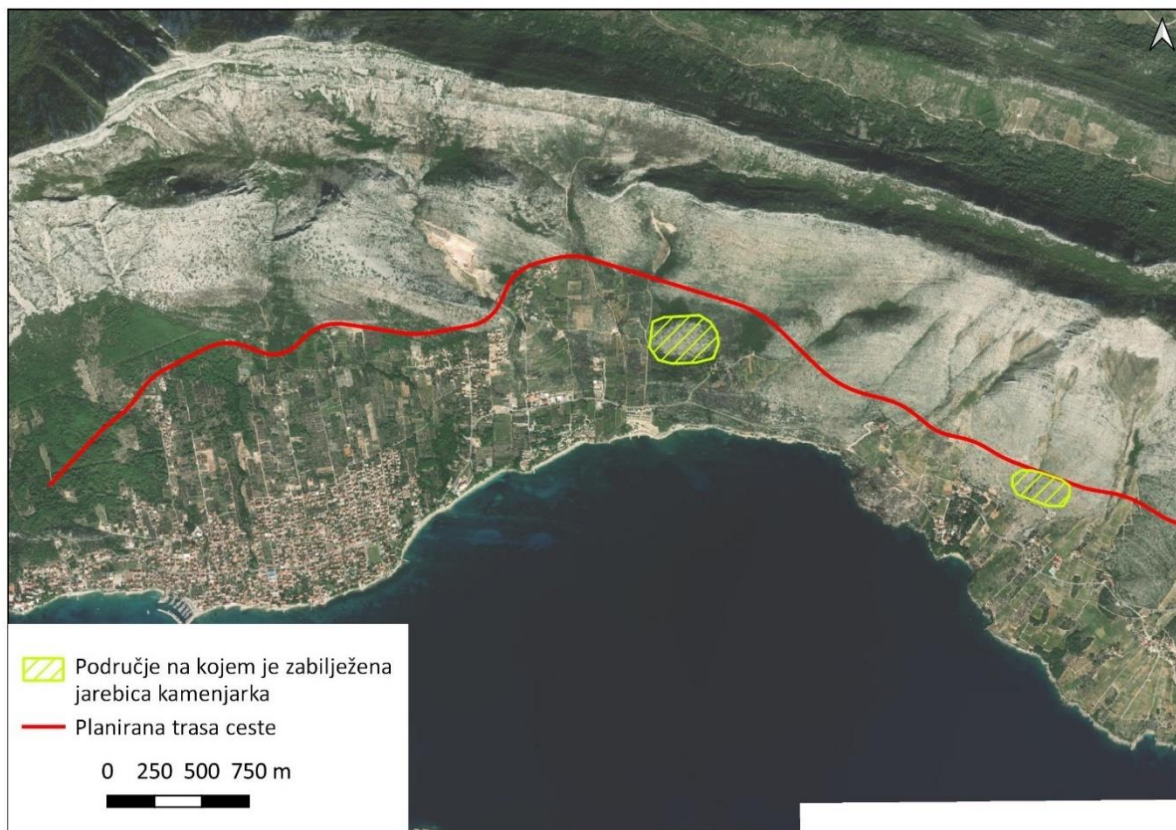 Područje na kojem je zabilježena
jarebica kamenjarka
Planirana trasa ceste
0 250 500 750 m